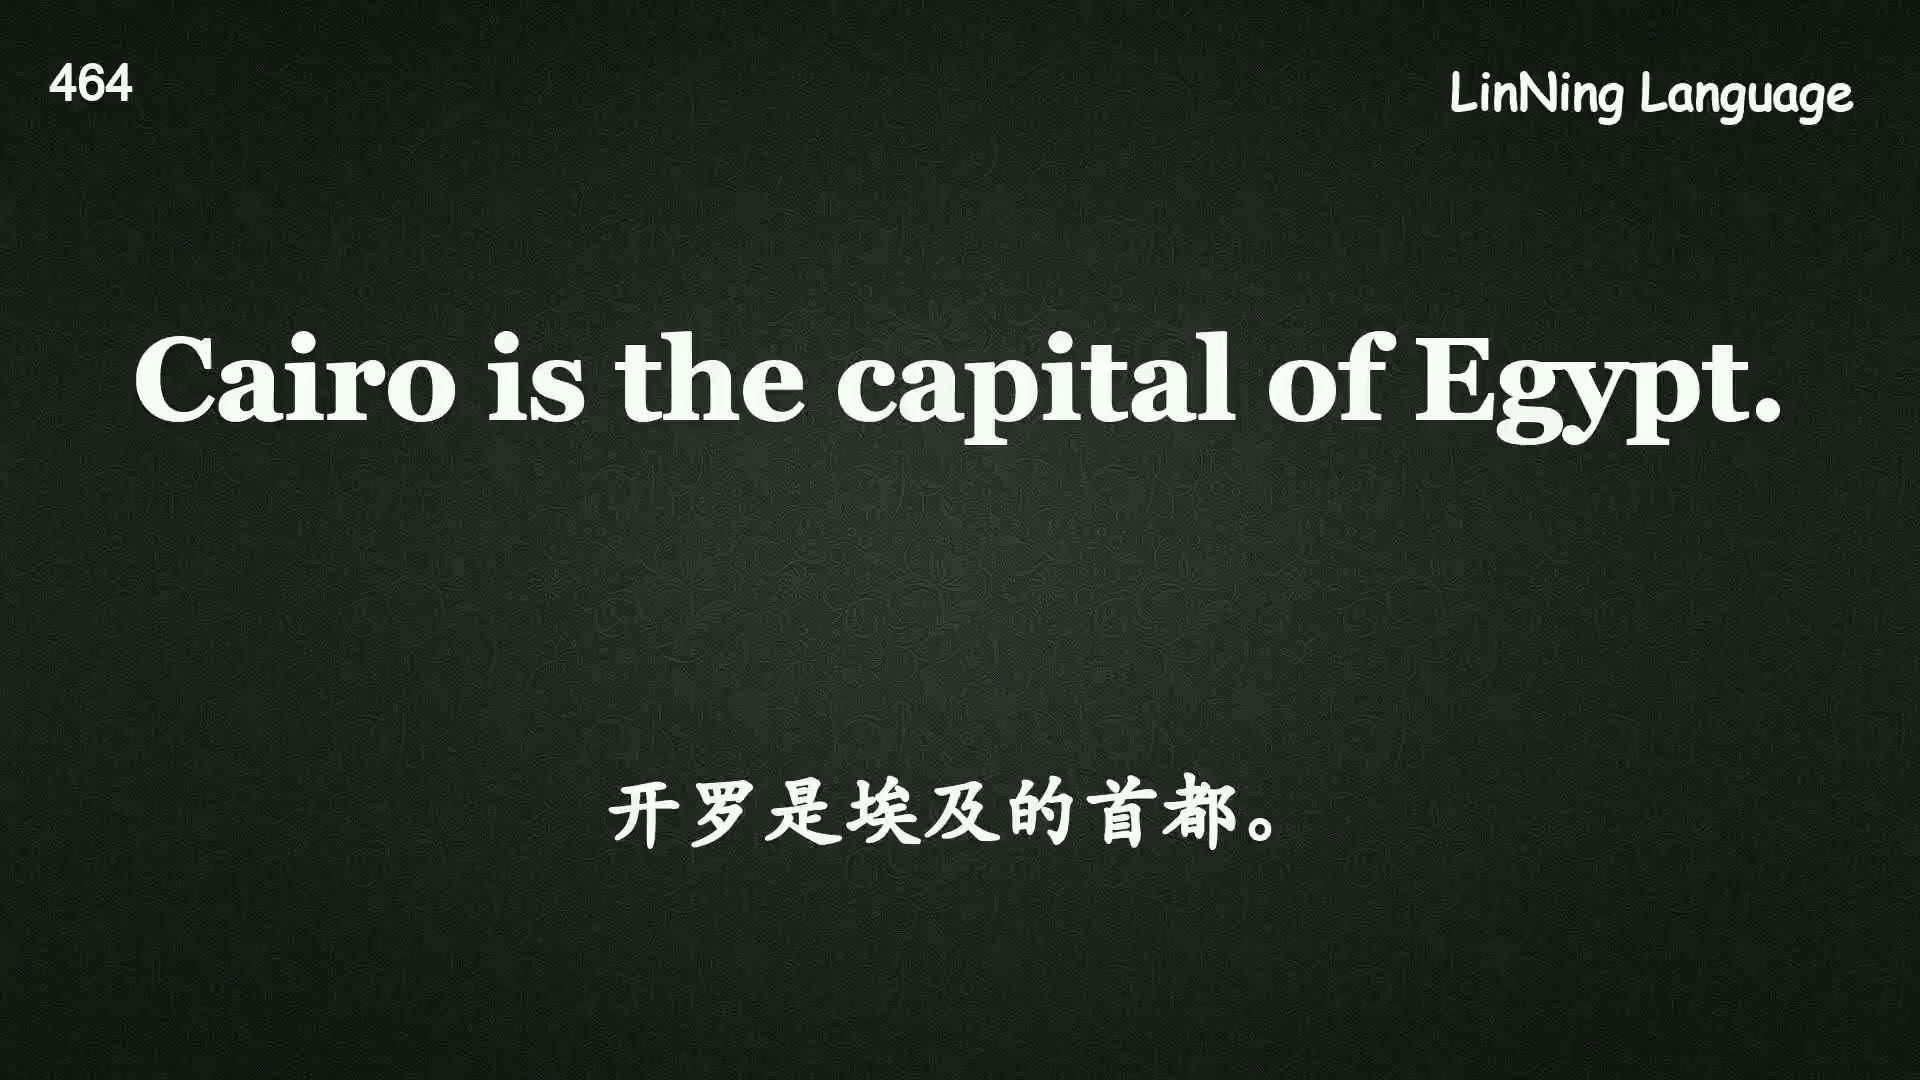 464
LinNing Language
Cairo is the capital of Egypt.
开罗是埃及的首都。